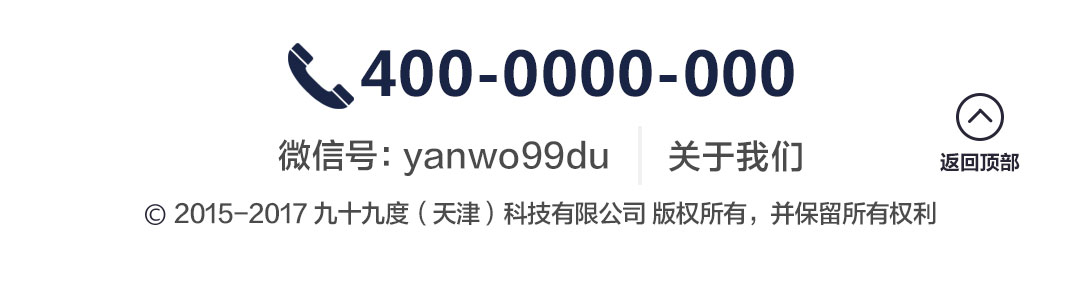 400-0000-000
微信号：yanwo99du 关于我们
返回顶部
© 2015-2017 九十九度（天津）科技有限公司 版权所有，并保留所有权利